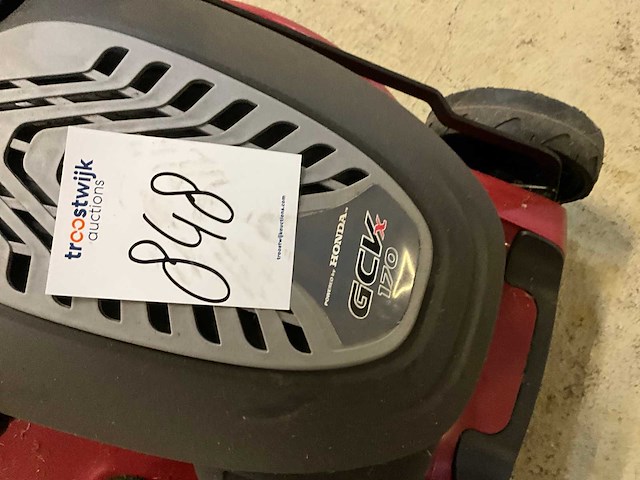 troostwijk
auctions
848
troostwijkauctions.com
POWERED by HONDA
GCVx
170